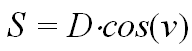 S = D·cos(v)